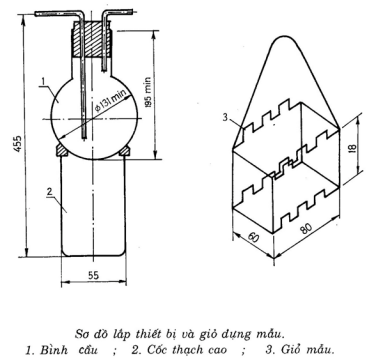 1
ϕ131 min
195 min
455
2
55
3
18
60
80
Sơ đồ lắp thiết bị và giỏ dựng mẫu.
1. Bình cầu ; 2. Cốc thạch cao ; 3. Giỏ mẫu.